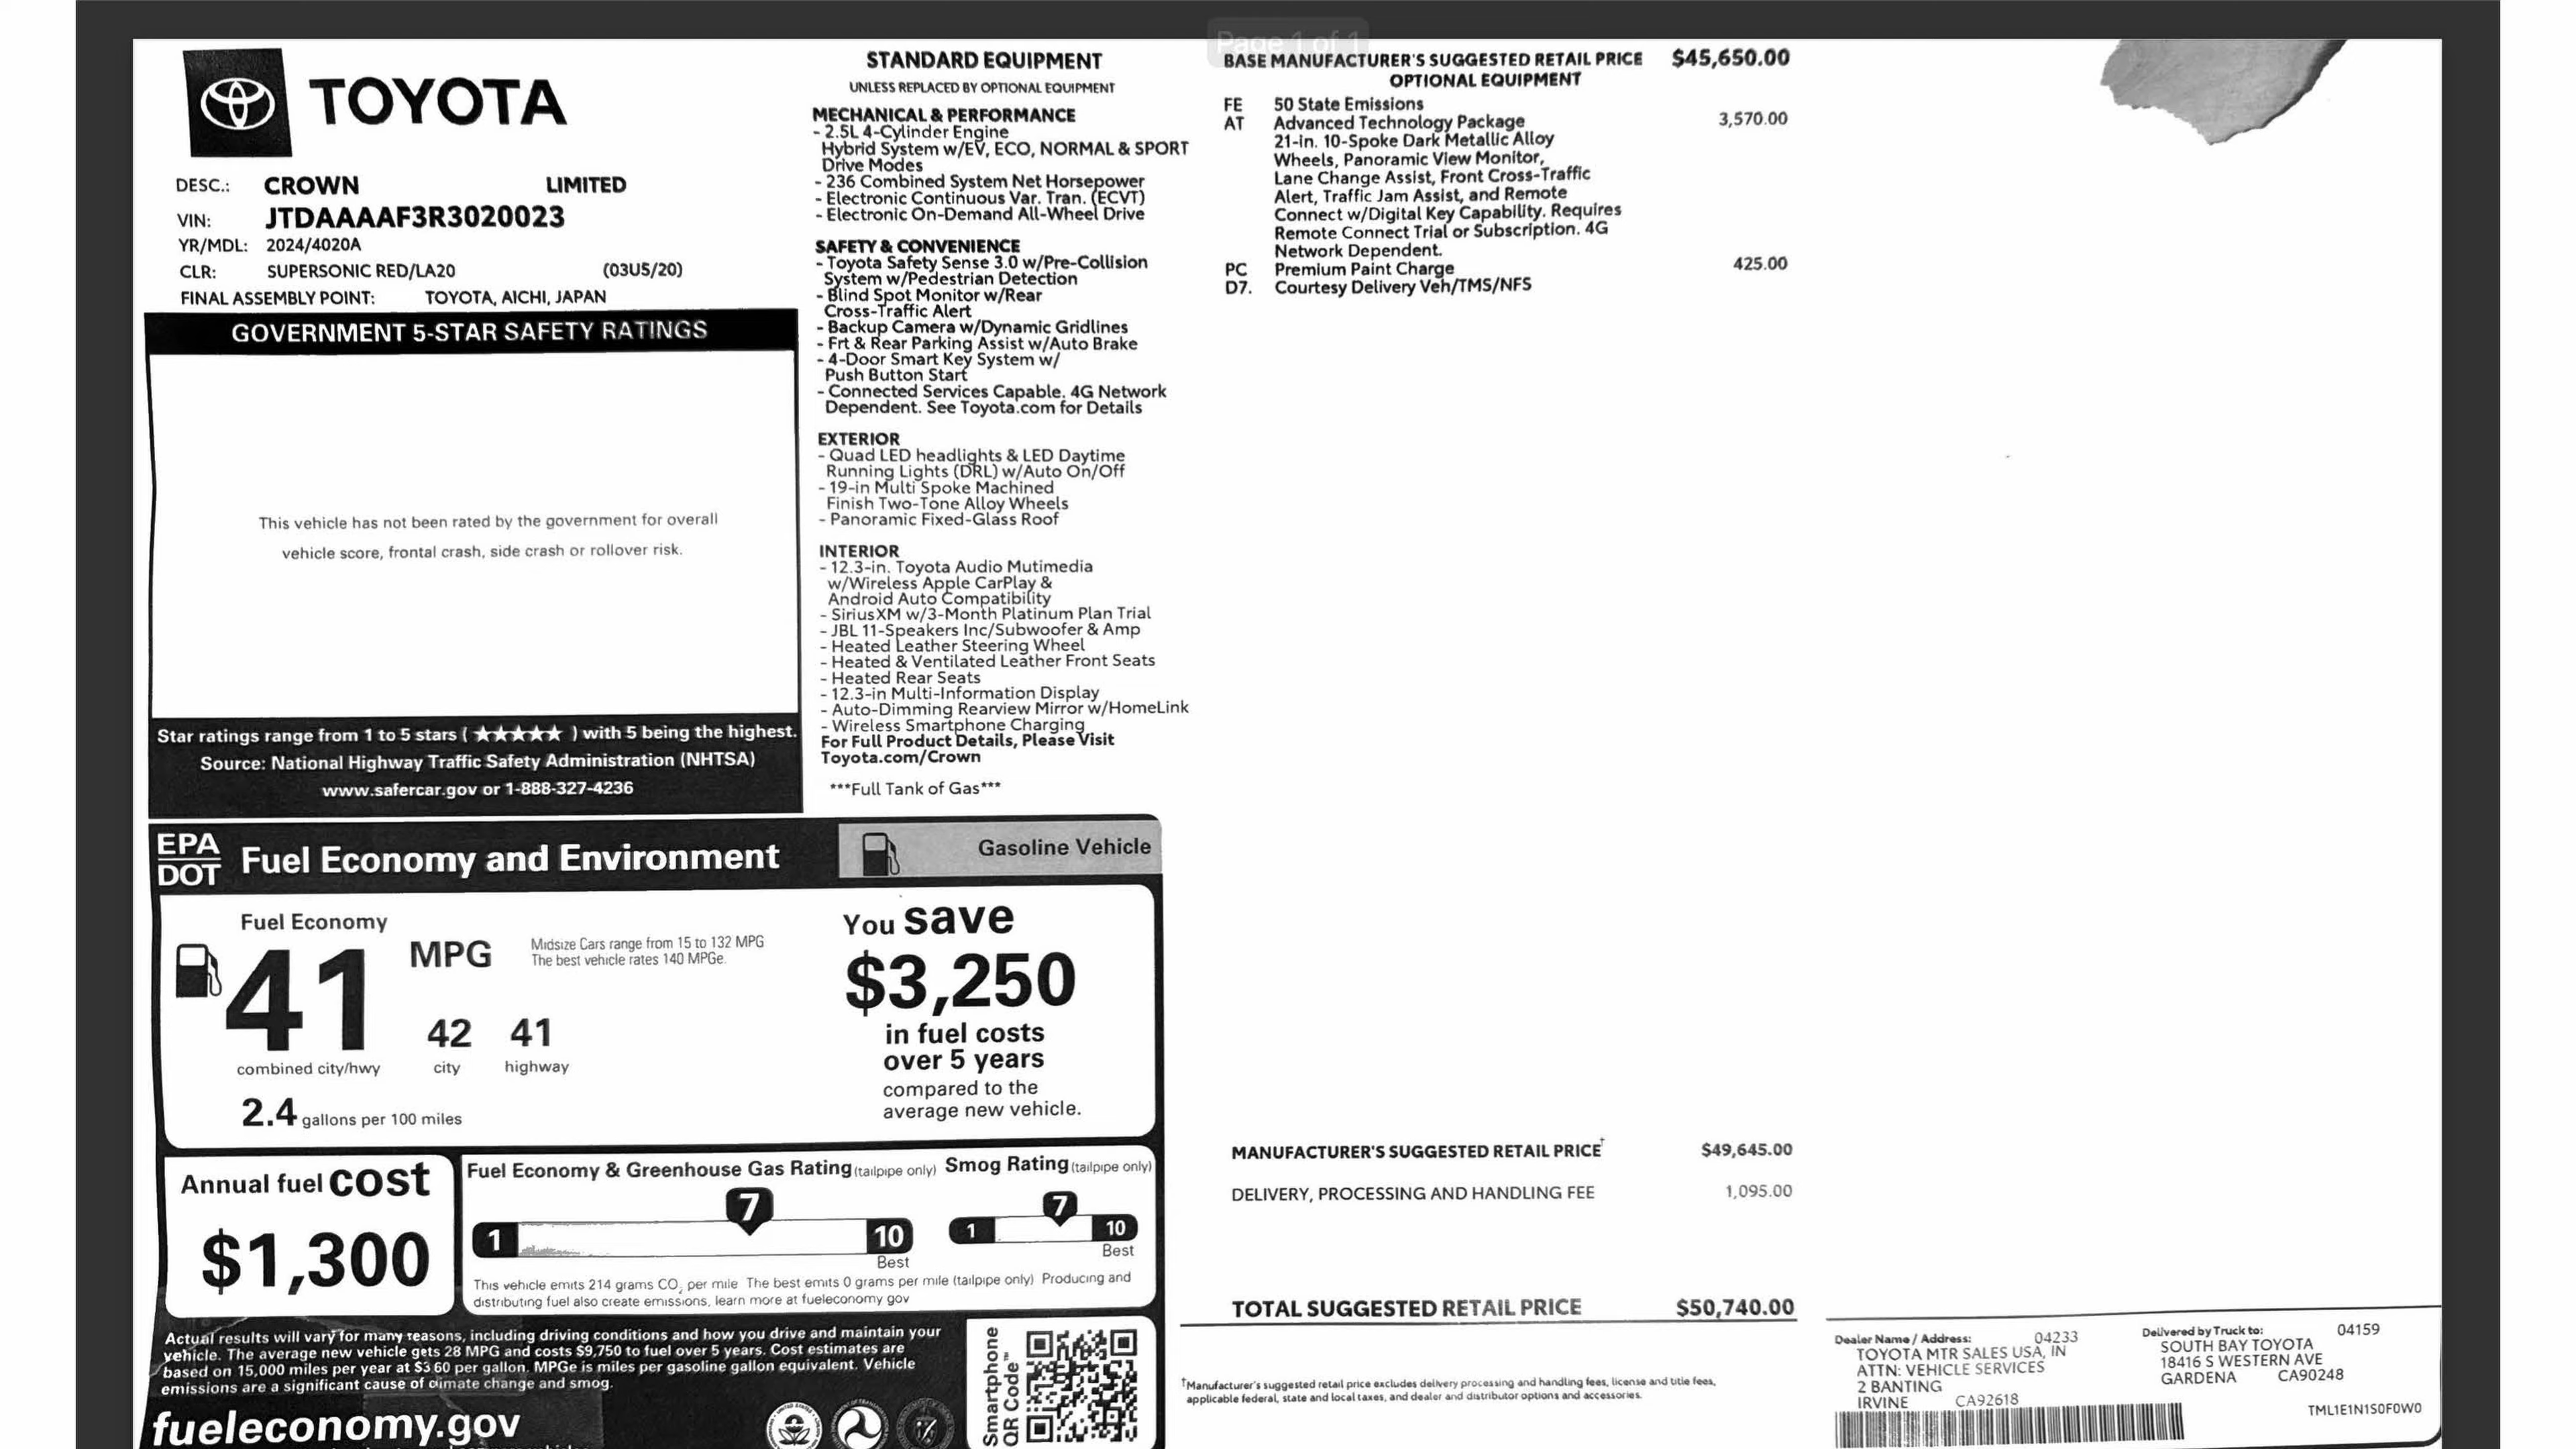 Page 1 of 1
TOYOTA
DESC.: CROWN LIMITED
VIN: JTDAAAAF3R3020023
YR/MDL: 2024/4020A
CLR: SUPERSONIC RED/LA20 (03U5/20)
FINAL ASSEMBLY POINT: TOYOTA, AICHI, JAPAN
GOVERNMENT 5-STAR SAFETY RATINGS
This vehicle has not been rated by the government for overall
vehicle score, frontal crash, side crash or rollover risk.
Star ratings range from 1 to 5 stars ( ★★★★★ ) with 5 being the highest.
Source: National Highway Traffic Safety Administration (NHTSA)
www.safercar.gov or 1-888-327-4236
STANDARD EQUIPMENT
UNLESS REPLACED BY OPTIONAL EQUIPMENT
MECHANICAL & PERFORMANCE
- 2.5L 4-Cylinder Engine
Hybrid System w/EV, ECO, NORMAL & SPORT
Drive Modes
- 236 Combined System Net Horsepower
- Electronic Continuous Var. Tran. (ECVT)
- Electronic On-Demand All-Wheel Drive
SAFETY & CONVENIENCE
- Toyota Safety Sense 3.0 w/Pre-Collision
System w/Pedestrian Detection
- Blind Spot Monitor w/Rear
Cross-Traffic Alert
- Backup Camera w/Dynamic Gridlines
- Frt & Rear Parking Assist w/Auto Brake
- 4-Door Smart Key System w/
Push Button Start
- Connected Services Capable. 4G Network
Dependent. See Toyota.com for Details
EXTERIOR
- Quad LED headlights & LED Daytime
Running Lights (DRL) w/Auto On/Off
- 19-in Multi Spoke Machined
Finish Two-Tone Alloy Wheels
- Panoramic Fixed-Glass Roof
INTERIOR
- 12.3-in. Toyota Audio Mutimedia
w/Wireless Apple CarPlay &
Android Auto Compatibility
- SiriusXM w/3-Month Platinum Plan Trial
- JBL 11-Speakers Inc/Subwoofer & Amp
- Heated Leather Steering Wheel
- Heated & Ventilated Leather Front Seats
- Heated Rear Seats
- 12.3-in Multi-Information Display
- Auto-Dimming Rearview Mirror w/HomeLink
- Wireless Smartphone Charging
For Full Product Details, Please Visit
Toyota.com/Crown
***Full Tank of Gas***
BASE MANUFACTURER'S SUGGESTED RETAIL PRICE $45,650.00
OPTIONAL EQUIPMENT
FE 50 State Emissions
AT Advanced Technology Package 3,570.00
21-in. 10-Spoke Dark Metallic Alloy
Wheels, Panoramic View Monitor,
Lane Change Assist, Front Cross-Traffic
Alert, Traffic Jam Assist, and Remote
Connect w/Digital Key Capability. Requires
Remote Connect Trial or Subscription. 4G
Network Dependent.
PC Premium Paint Charge 425.00
D7. Courtesy Delivery Veh/TMS/NFS
MANUFACTURER'S SUGGESTED RETAIL PRICE† $49,645.00
DELIVERY, PROCESSING AND HANDLING FEE 1,095.00
TOTAL SUGGESTED RETAIL PRICE $50,740.00
†Manufacturer's suggested retail price excludes delivery processing and handling fees, license and title fees,
applicable federal, state and local taxes, and dealer and distributor options and accessories.
EPA
DOT
Fuel Economy and Environment
Gasoline Vehicle
Fuel Economy
41 MPG
Midsize Cars range from 15 to 132 MPG
The best vehicle rates 140 MPGe.
42 41
combined city/hwy city highway
2.4 gallons per 100 miles
You save
$3,250
in fuel costs
over 5 years
compared to the
average new vehicle.
Annual fuel cost
$1,300
Fuel Economy & Greenhouse Gas Rating (tailpipe only)
7
1 10
Best
Smog Rating (tailpipe only)
7
1 10
Best
This vehicle emits 214 grams CO2 per mile The best emits 0 grams per mile (tailpipe only) Producing and
distributing fuel also create emissions, learn more at fueleconomy gov
Actual results will vary for many reasons, including driving conditions and how you drive and maintain your
vehicle. The average new vehicle gets 28 MPG and costs $9,750 to fuel over 5 years. Cost estimates are
based on 15,000 miles per year at $3.60 per gallon. MPGe is miles per gasoline gallon equivalent. Vehicle
emissions are a significant cause of climate change and smog.
fueleconomy.gov
Smartphone
QR Code™
Dealer Name / Address: 04233
TOYOTA MTR SALES USA, IN
ATTN: VEHICLE SERVICES
2 BANTING
IRVINE CA92618
Delivered by Truck to: 04159
SOUTH BAY TOYOTA
18416 S WESTERN AVE
GARDENA CA90248
TML1E1N1S0F0W0